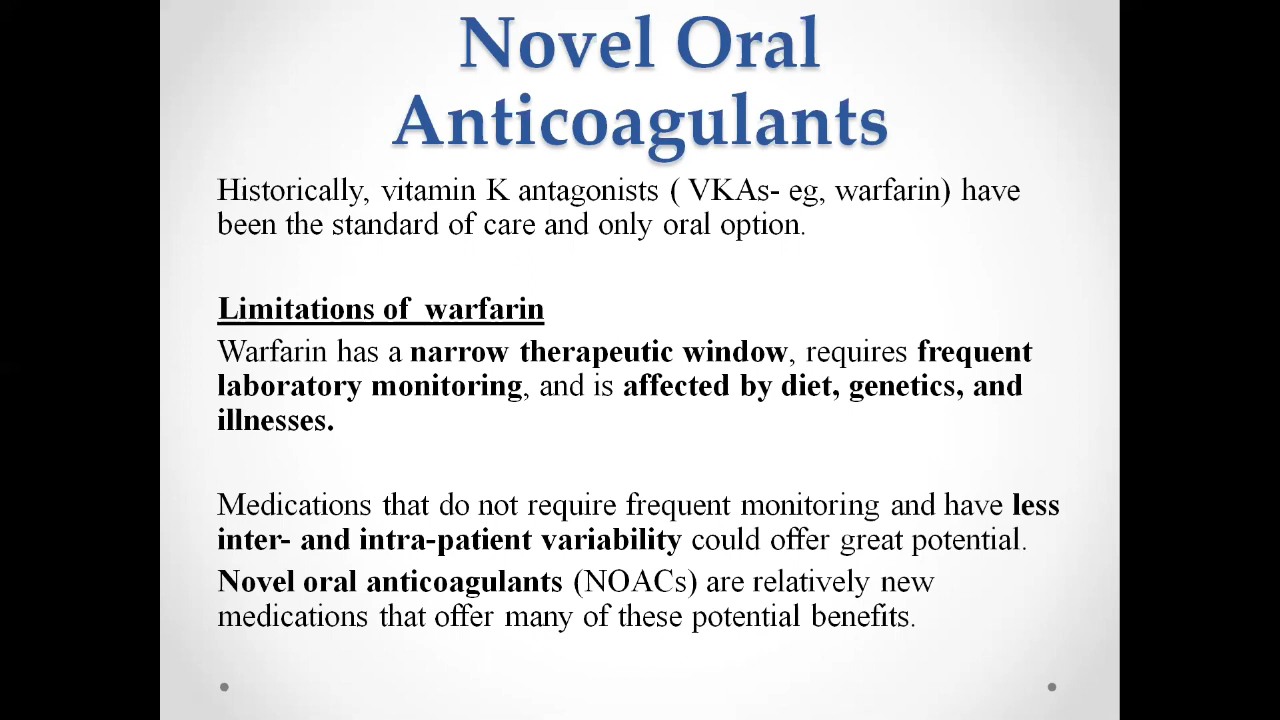 Novel Oral
Anticoagulants
Historically, vitamin K antagonists ( VKAs- eg, warfarin) have
been the standard of care and only oral option.
Limitations of  warfarin
Warfarin has a narrow therapeutic window, requires frequent
laboratory monitoring, and is affected by diet, genetics, and
illnesses.
Medications that do not require frequent monitoring and have less
inter- and intra-patient variability could offer great potential.
Novel oral anticoagulants (NOACs) are relatively new
medications that offer many of these potential benefits.